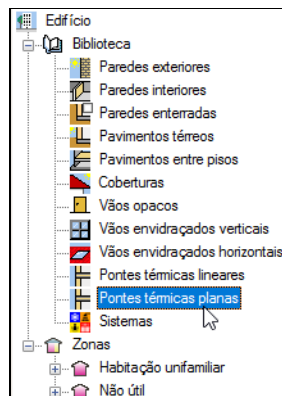 Edifício
Biblioteca
Paredes exteriores
Paredes interiores
Paredes enterradas
Pavimentos térreos
Pavimentos entre pisos
Coberturas
Vãos opacos
Vãos envidraçados verticais
Vãos envidraçados horizontais
Pontes térmicas lineares
Pontes térmicas planas
Sistemas
Zonas
Habitação unifamiliar
Não útil